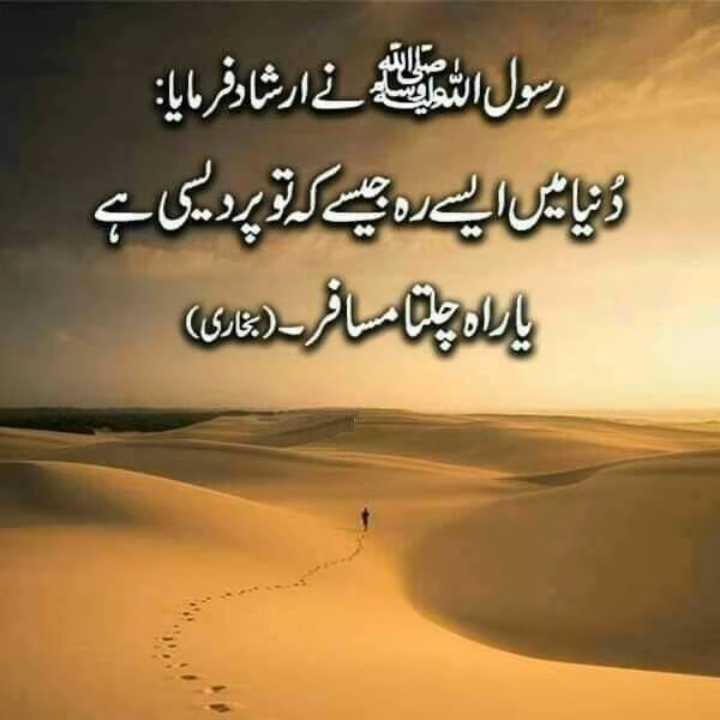 رسول اللہ ﷺ نے ارشاد فرمایا:
دُنیا میں ایسے رہ جیسے کہ تو پردیسی ہے
یا راہ چلتا مسافر۔ (بخاری)